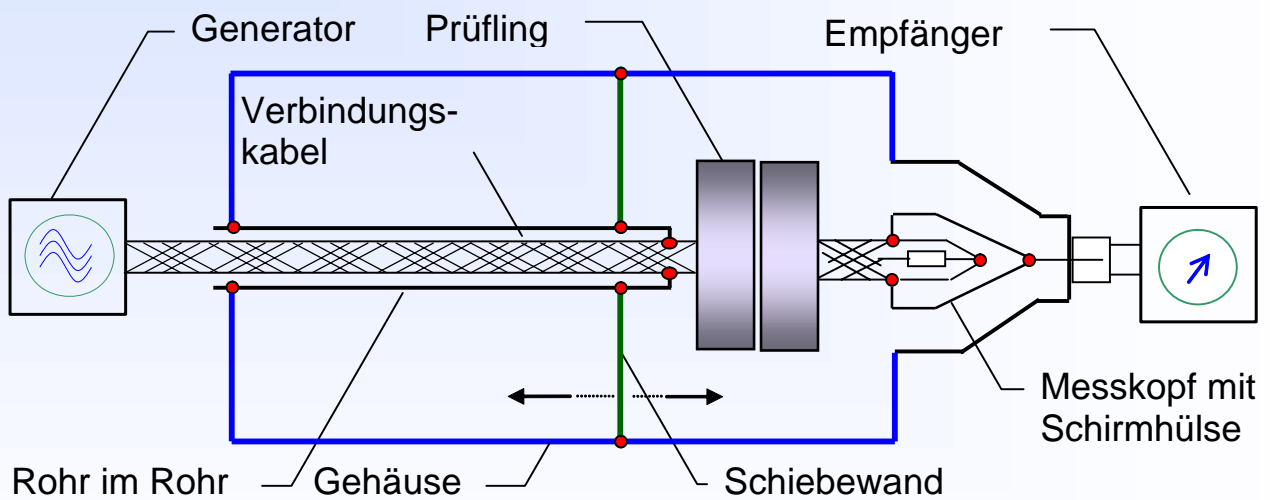 Generator
Prüfling
Empfänger
Verbindungs-
kabel
Messkopf mit
Schirmhülse
Rohr im Rohr
Gehäuse
Schiebewand